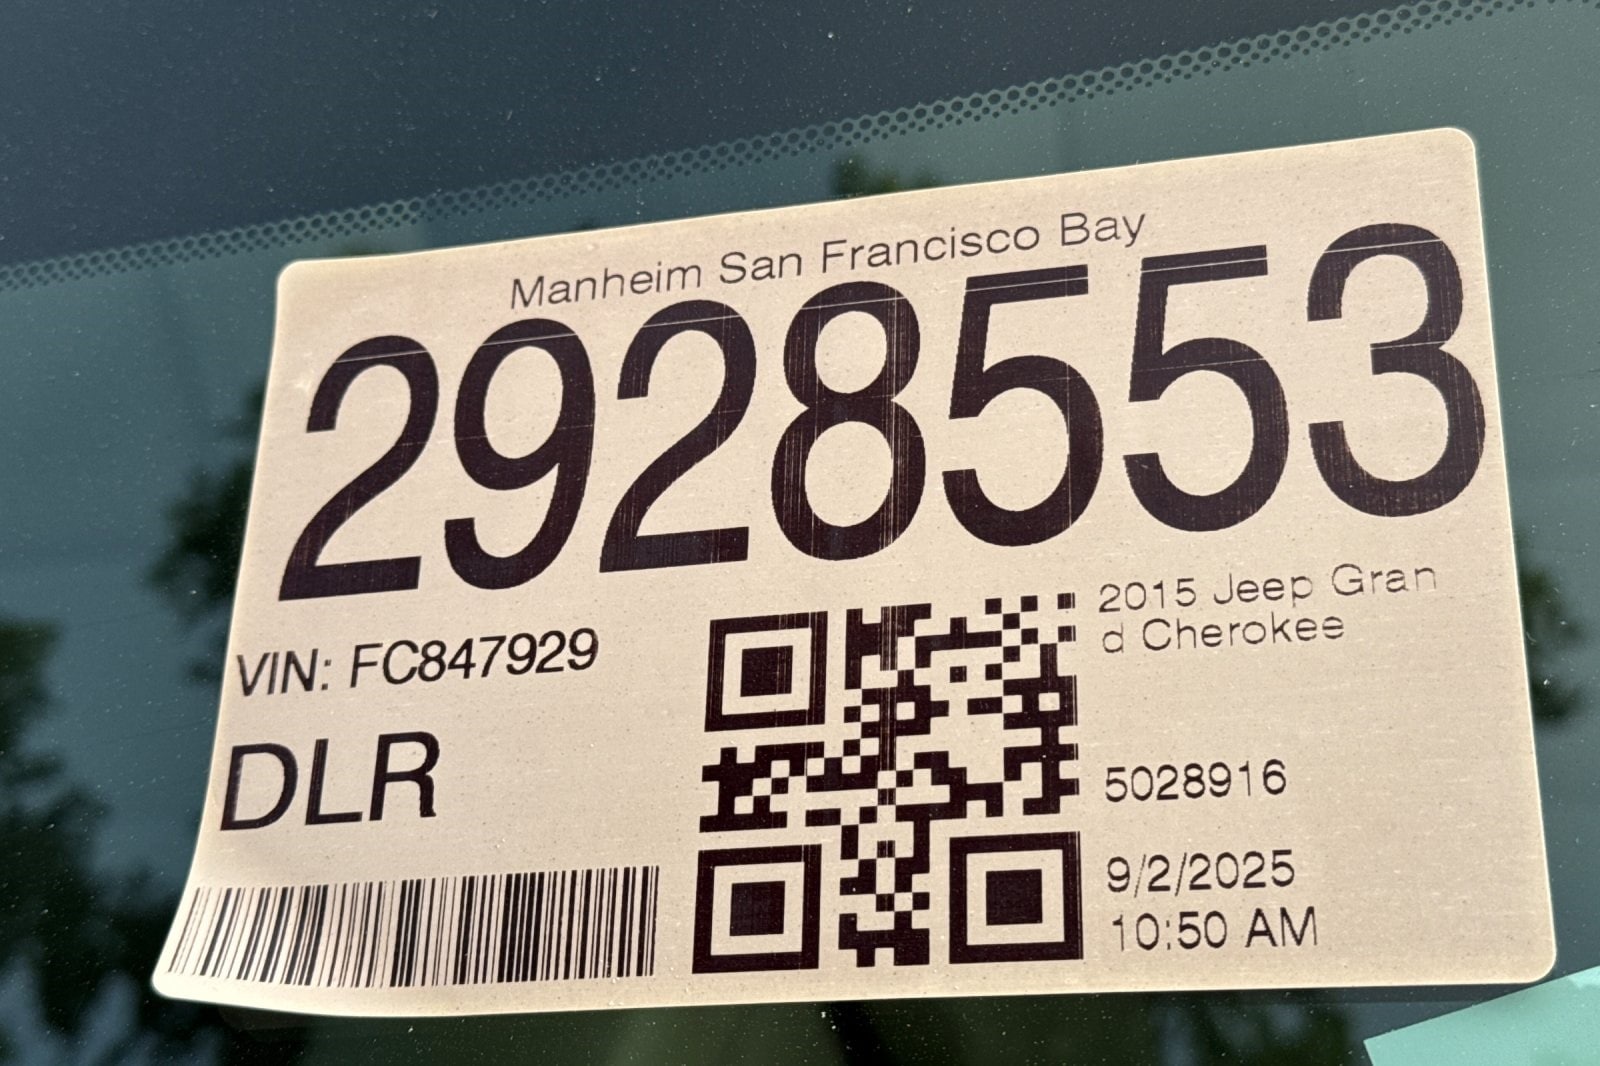 Manheim San Francisco Bay
2928553
VIN: FC847929
DLR
2015 Jeep Gran
d Cherokee
5028916
9/2/2025
10:50 AM